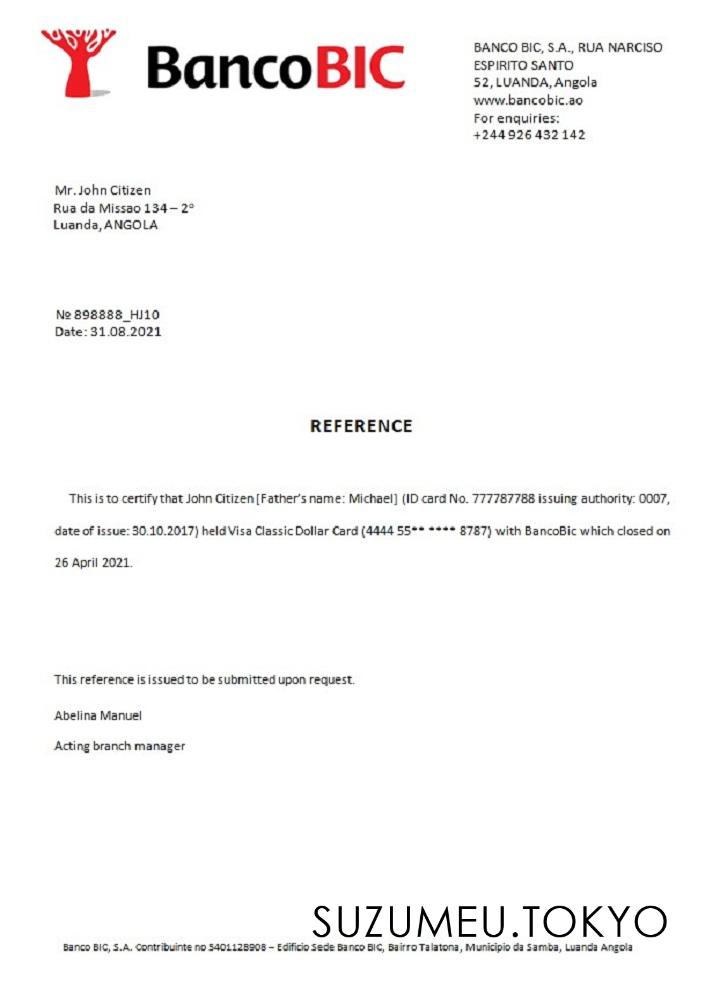 BancoBIC
BANCO BIC, S.A., RUA NARCISO
ESPIRITO SANTO
52, LUANDA, Angola
www.bancobic.ao
For enquiries:
+244 926 432 142
Mr. John Citizen
Rua da Missao 134 – 2º
Luanda, ANGOLA
№ 898888_HJ10
Date: 31.08.2021
REFERENCE
This is to certify that John Citizen [Father's name: Michael] (ID card No. 777787788 issuing authority: 0007,
date of issue: 30.10.2017) held Visa Classic Dollar Card (4444 55** **** 8787) with BancoBic which closed on
26 April 2021.
This reference is issued to be submitted upon request.
Abelina Manuel
Acting branch manager
SUZUMEU.TOKYO
Banco BIC, S.A. Contribuinte no 5401128908 – Edificio Sede Banco BIC, Bairro Talatona, Municipio da Samba, Luanda Angola